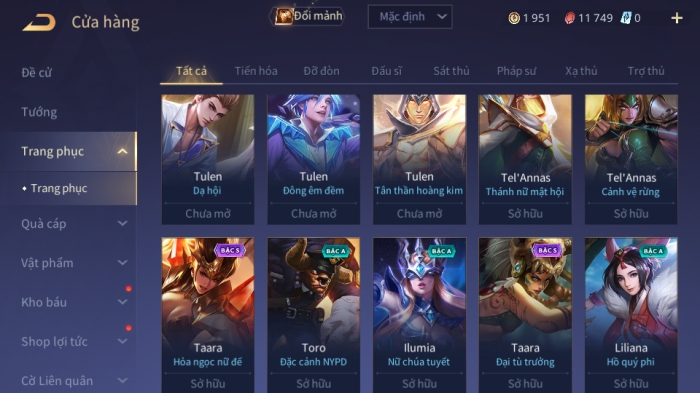 Cửa hàng
Đổi mảnh
Mặc định
1 951
11 749
0
Đề cử
Tướng
Trang phục
Trang phục
Quà cáp
Vật phẩm
Kho báu
Shop lợi tức
Cờ Liên quân
Tất cả
Tiến hóa
Đỡ đòn
Đấu sĩ
Sát thủ
Pháp sư
Xạ thủ
Trợ thủ
Tulen
Dạ hội
Chưa mở
Tulen
Đông êm đềm
Chưa mở
Tulen
Tân thần hoàng kim
Chưa mở
Tel'Annas
Thánh nữ mật hội
Sở hữu
Tel'Annas
Cảnh vệ rừng
Sở hữu
BẬC S
Taara
Hỏa ngọc nữ đế
Sở hữu
BẬC A
Toro
Đặc cảnh NYPD
Sở hữu
BẬC A
Ilumia
Nữ chúa tuyết
Sở hữu
BẬC S
Taara
Đại tù trưởng
Sở hữu
BẬC A
Liliana
Hồ quý phi
Sở hữu